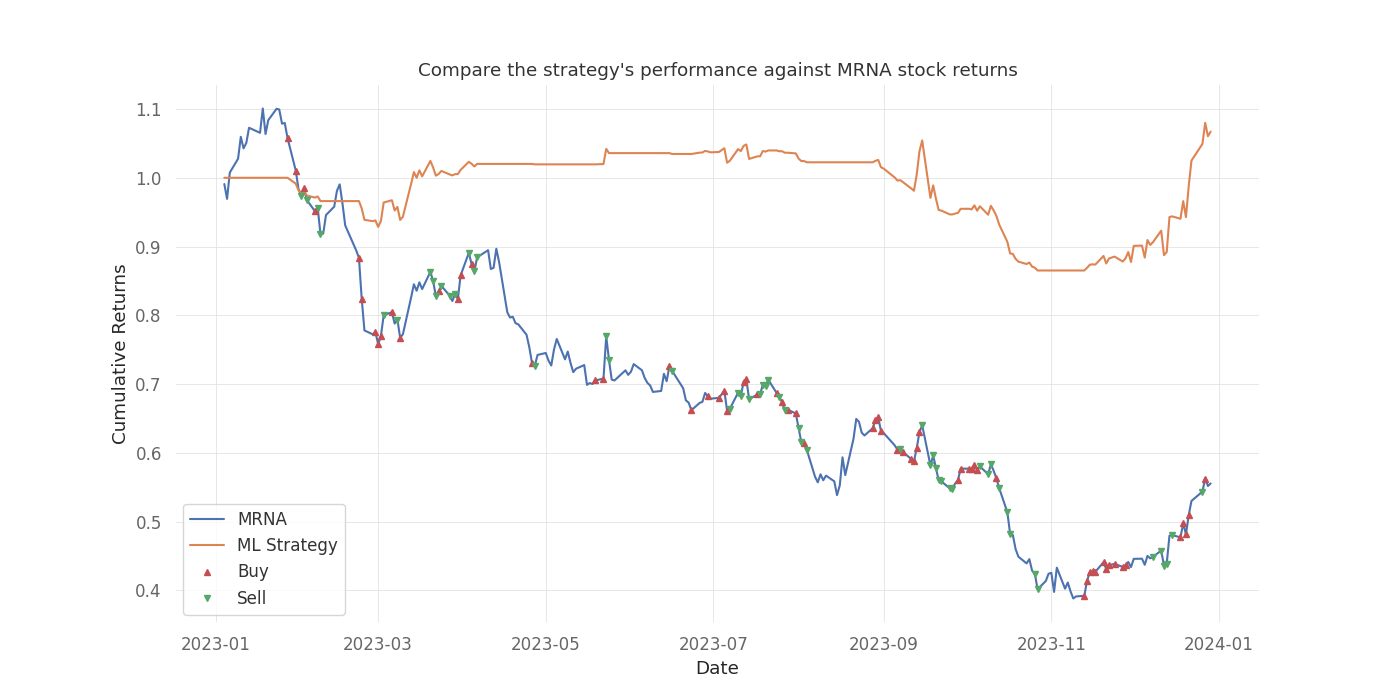 Compare the strategy's performance against MRNA stock returns
Cumulative Returns
1.1
1.0
0.9
0.8
0.7
0.6
0.5
0.4
MRNA
ML Strategy
Buy
Sell
2023-01
2023-03
2023-05
2023-07
2023-09
2023-11
2024-01
Date